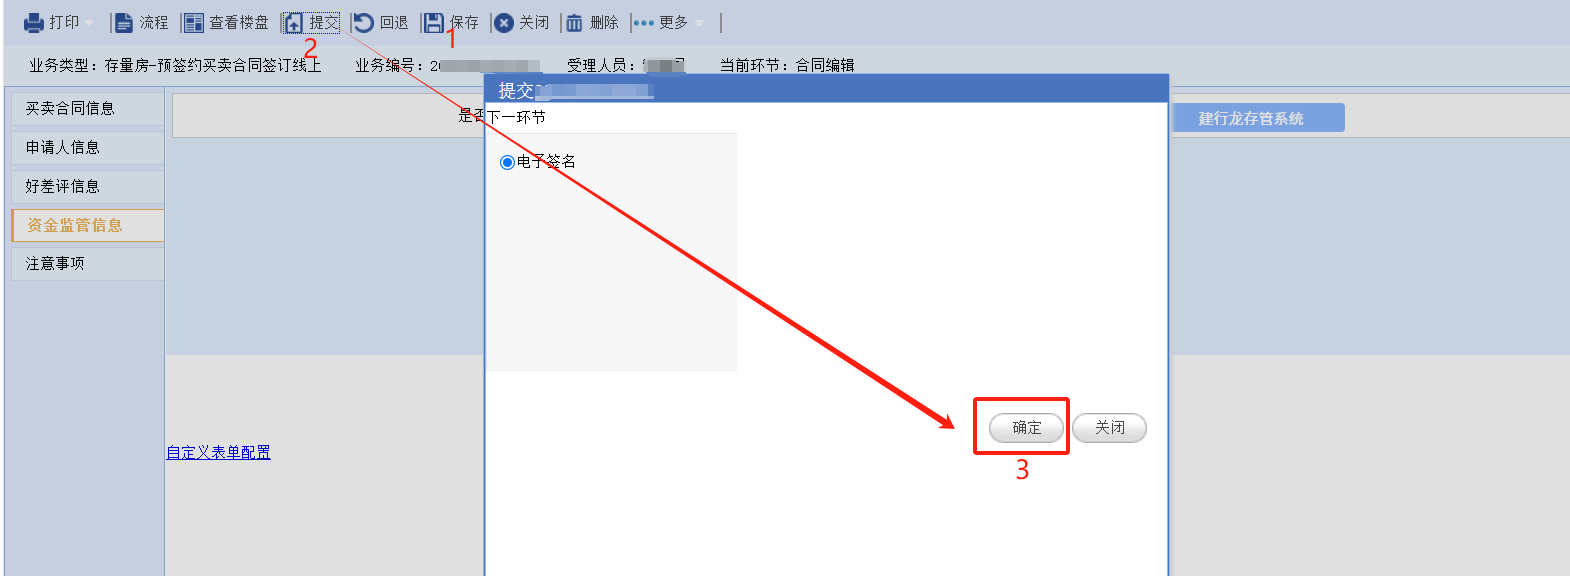 打印 流程 查看楼盘 提交 回退 保存 关闭 删除 更多
2 1
业务类型：存量房-预签约买卖合同签订线上 业务编号：20 受理人员： 当前环节：合同编辑
提交
买卖合同信息
是否
下一环节
建行龙存管系统
申请人信息
电子签名
好差评信息
资金监管信息
注意事项
确定 关闭
自定义表单配置
3